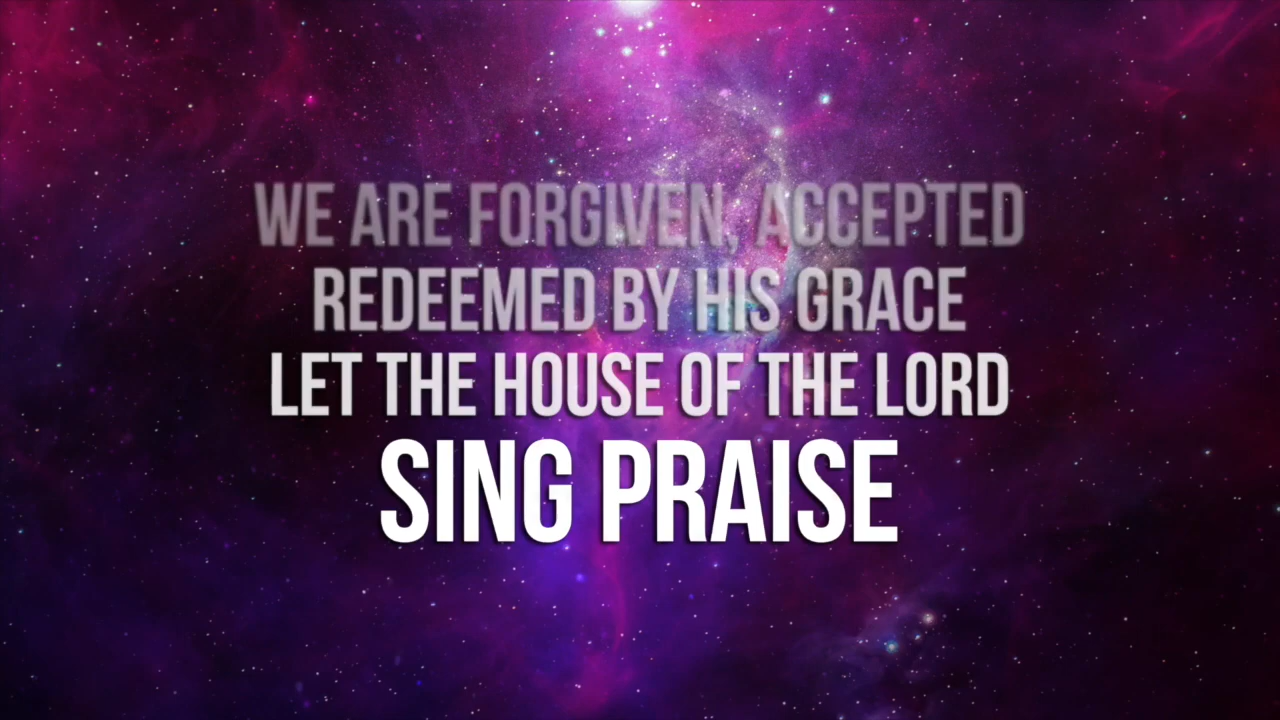 WE ARE FORGIVEN, ACCEPTED
REDEEMED BY HIS GRACE
LET THE HOUSE OF THE LORD
SING PRAISE